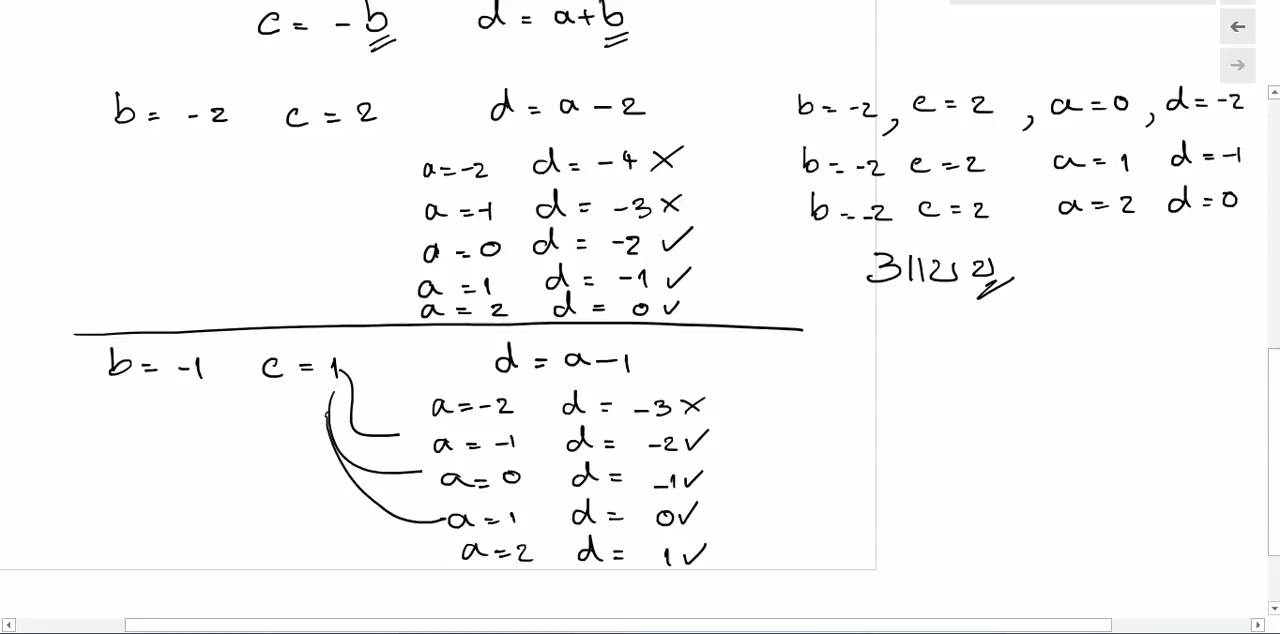 c = - b    d = a+b
b = -2    c = 2    d = a - 2
a = -2    d = -4 ×
a = -1    d = -3 ×
a = 0    d = -2 ✓
a = 1    d = -1 ✓
a = 2    d = 0 ✓
b = -2, c = 2, a = 0, d = -2
b = -2 c = 2 a = 1 d = -1
b = -2 c = 2 a = 2 d = 0
b = -1    c = 1    d = a - 1
a = -2    d = -3 ×
a = -1    d = -2 ✓
a = 0    d = -1 ✓
a = 1    d = 0 ✓
a = 2    d = 1 ✓